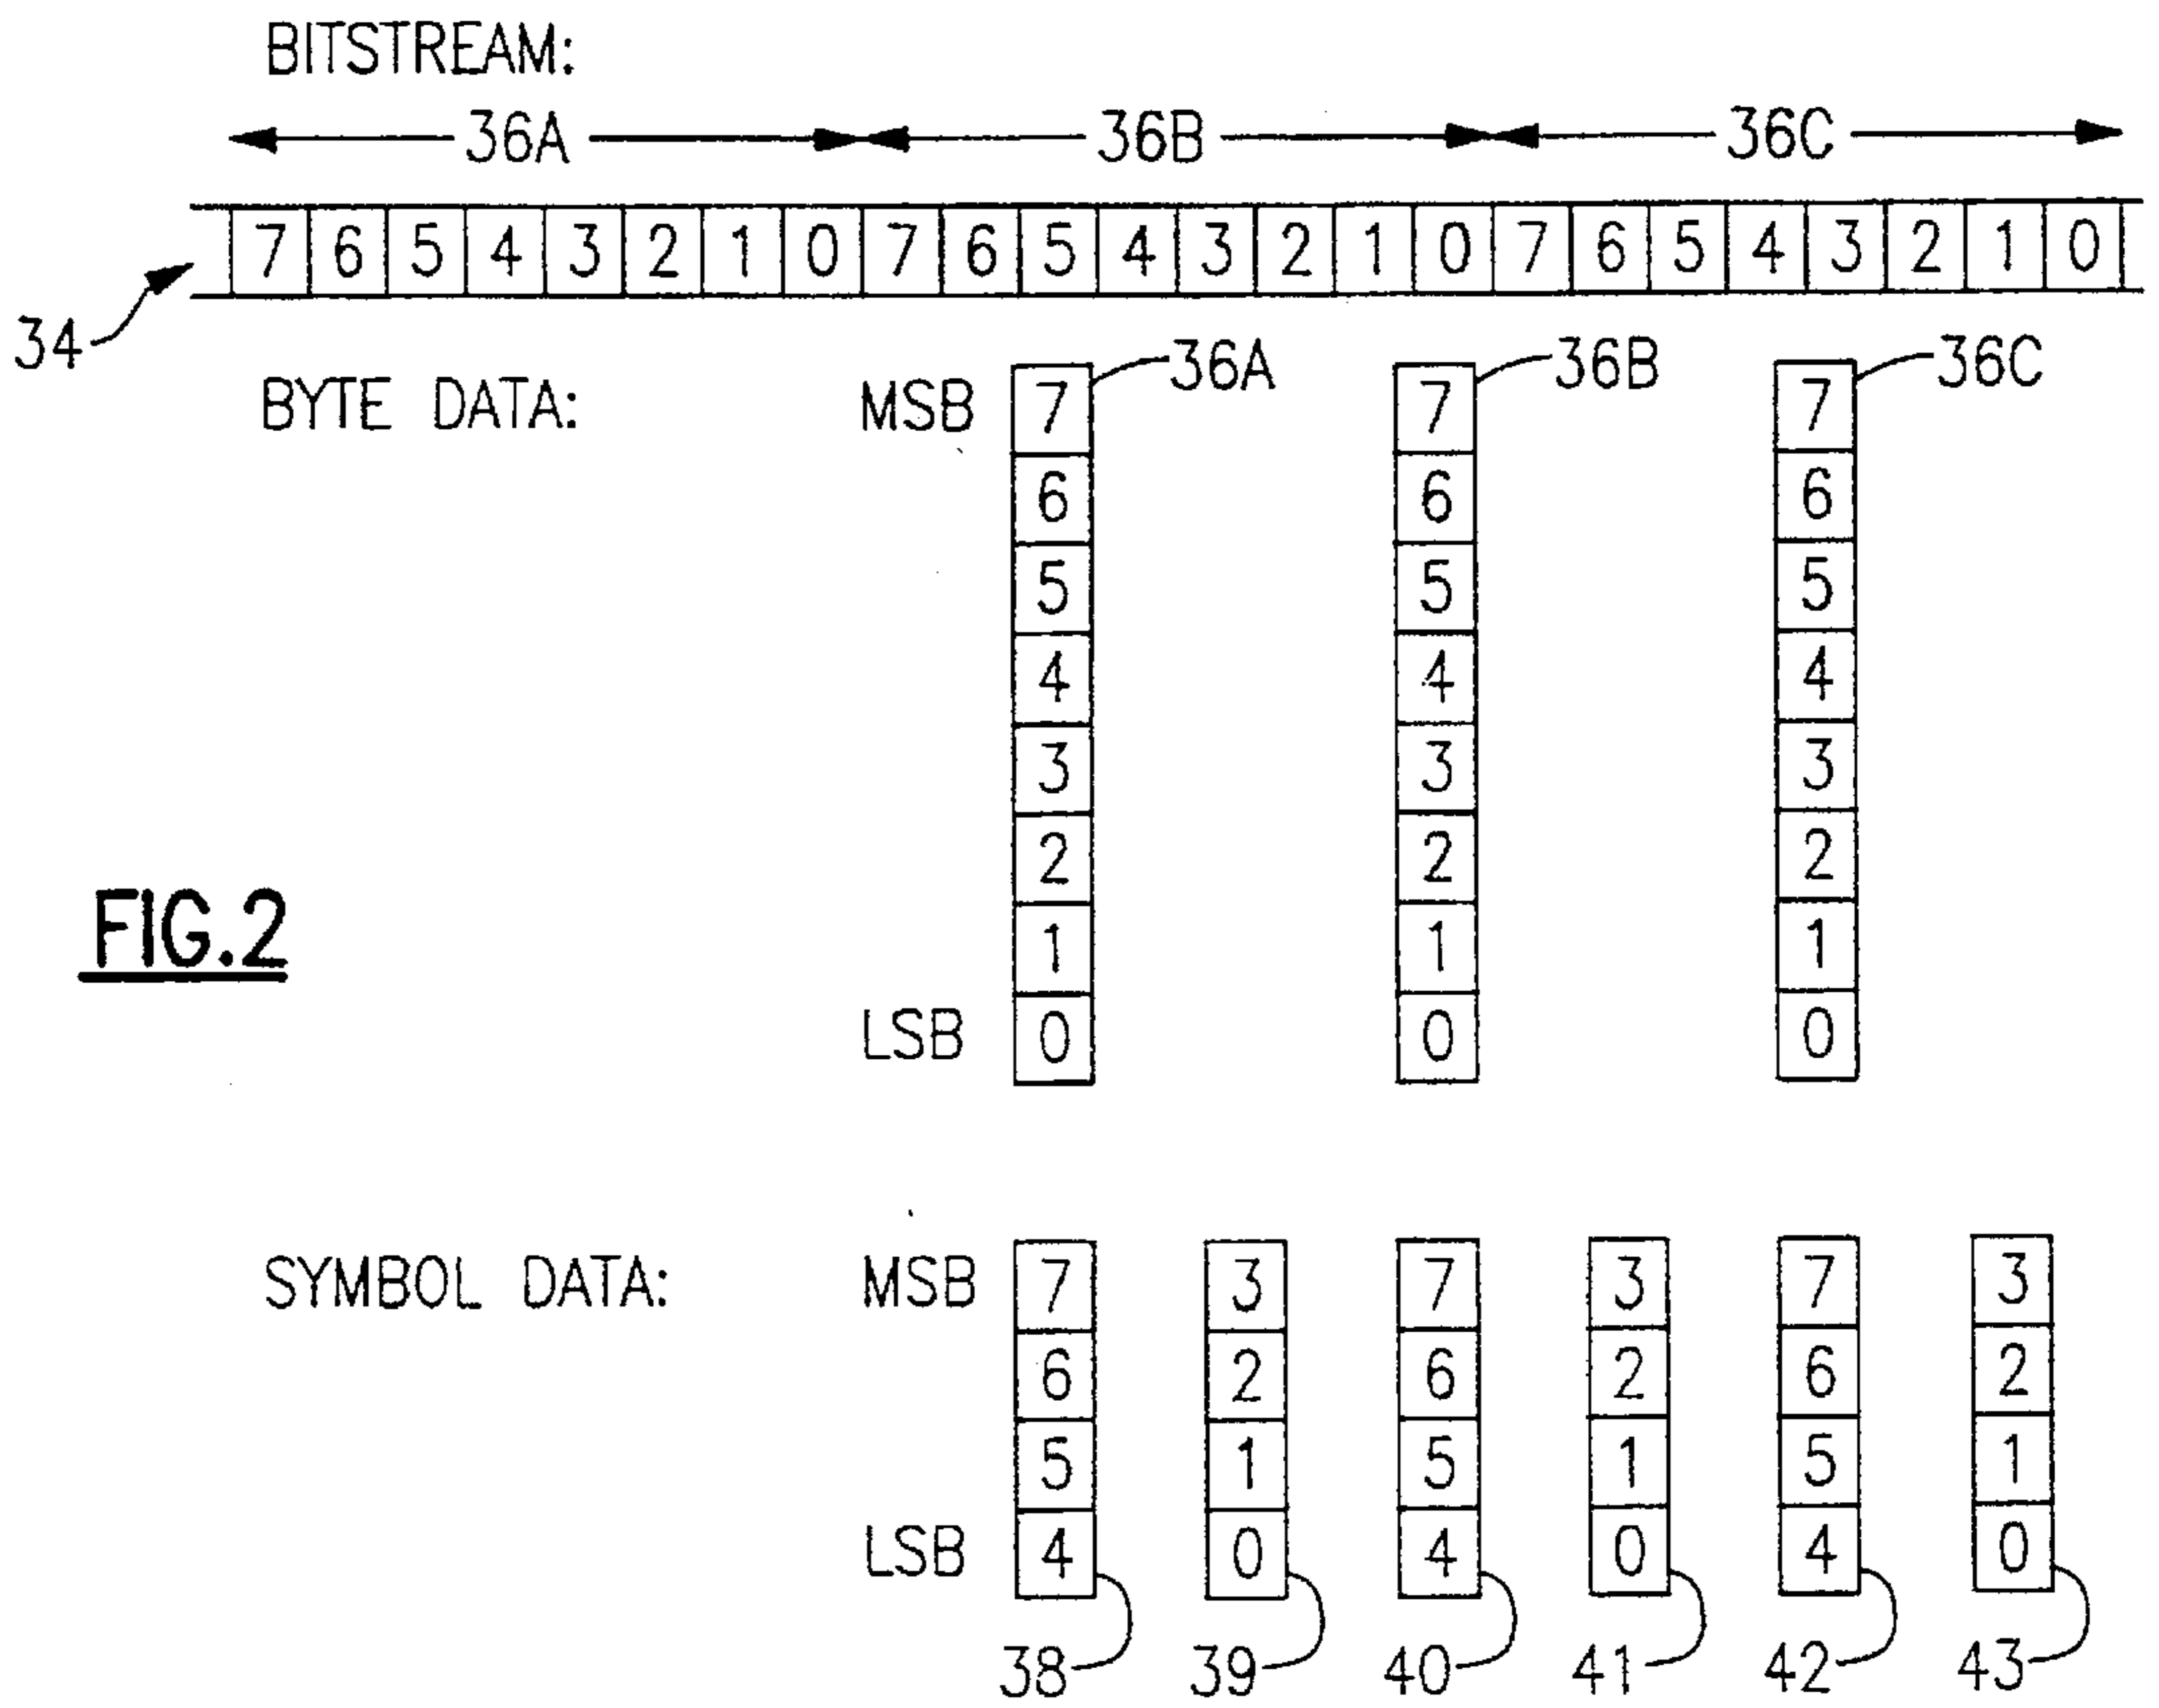 BITSTREAM:
36A 36B 36C
7 6 5 4 3 2 1 0 7 6 5 4 3 2 1 0 7 6 5 4 3 2 1 0
34
36A 36B 36C
BYTE DATA: MSB 7 7 7
6 6 6
5 5 5
4 4 4
3 3 3
2 2 2
FIG.2
1 1 1
LSB 0 0 0
SYMBOL DATA: MSB 7 3 7 3 7 3
6 2 6 2 6 2
5 1 5 1 5 1
LSB 4 0 4 0 4 0
38 39 40 41 42 43